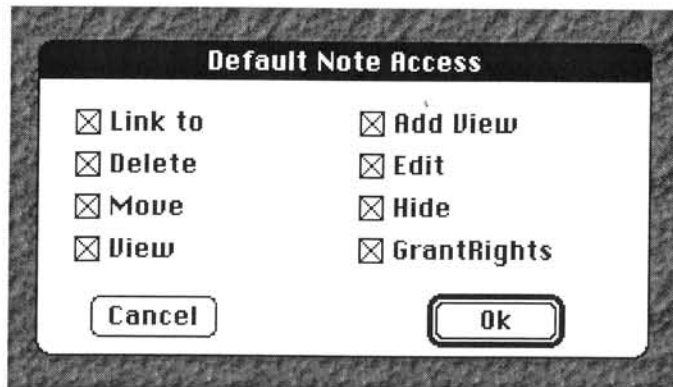 Default Note Access
Link to
Add View
Delete
Edit
Move
Hide
View
GrantRights
Cancel
Ok